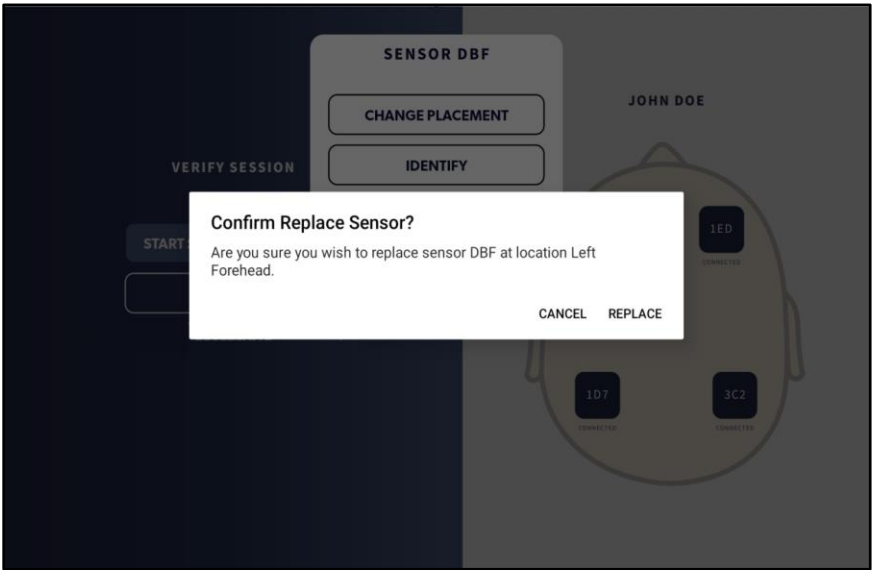 SENSOR DBF
CHANGE PLACEMENT
JOHN DOE
IDENTIFY
VERIFY SESSION
Confirm Replace Sensor?
Are you sure you wish to replace sensor DBF at location Left
Forehead.
CANCEL REPLACE
START
1ED
CONNECTED
1D7
CONNECTED
3C2
CONNECTED